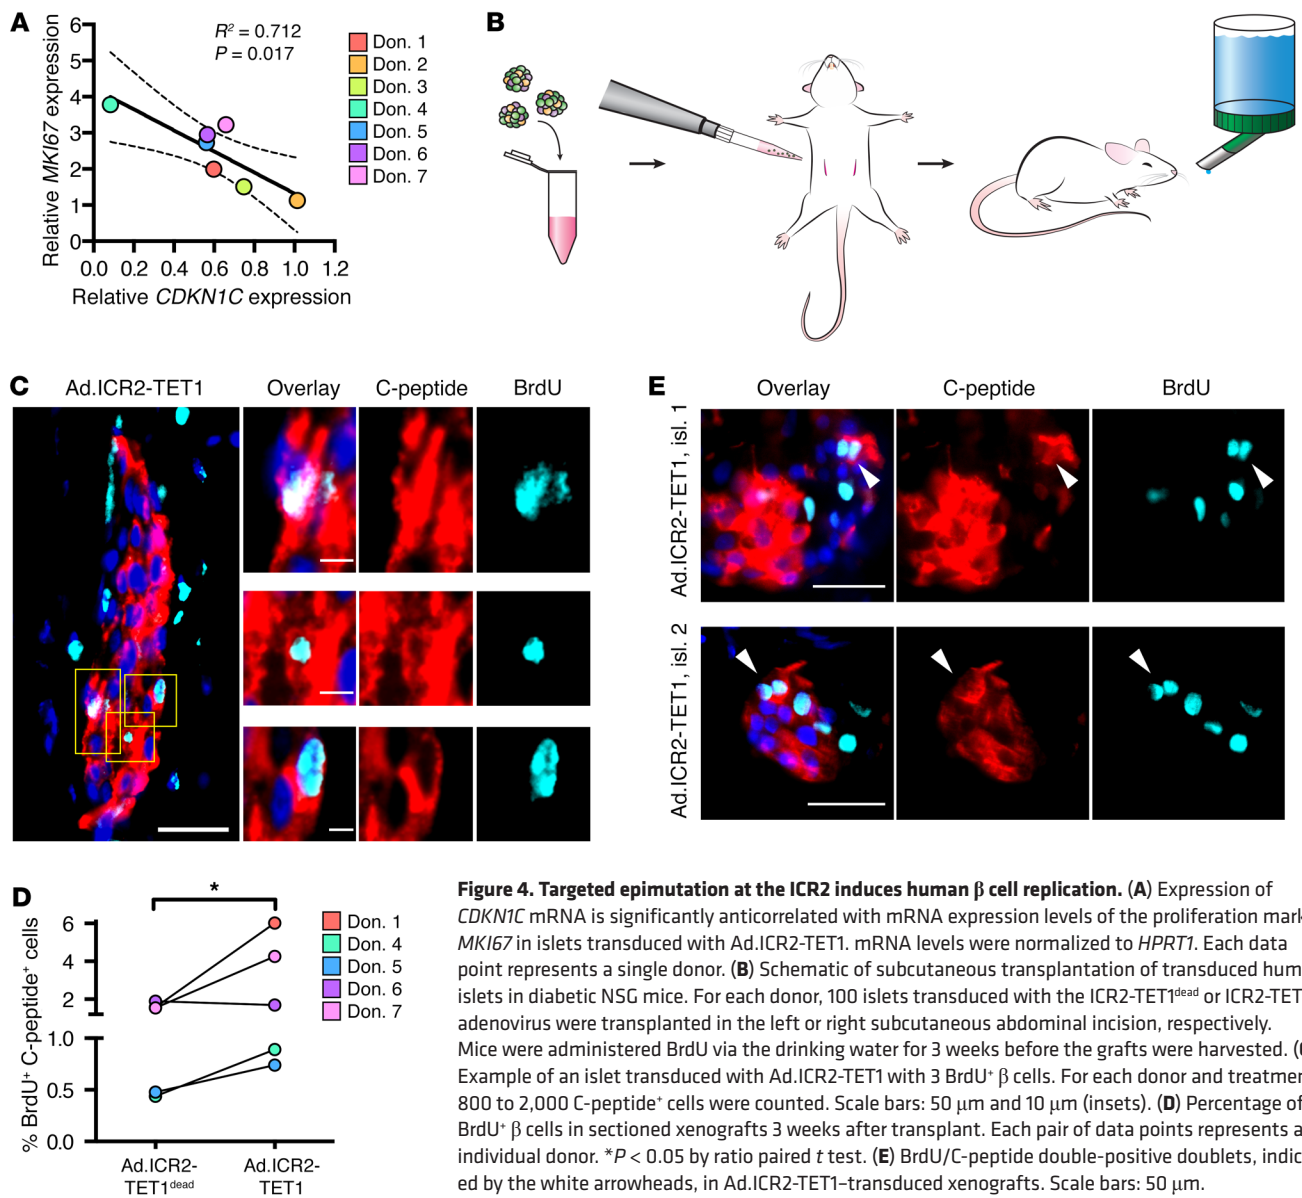 A
B
Relative MKI67 expression
6
5
4
3
2
1
0
R² = 0.712
P = 0.017
0.0 0.2 0.4 0.6 0.8 1.0 1.2
Relative CDKN1C expression
Don. 1
Don. 2
Don. 3
Don. 4
Don. 5
Don. 6
Don. 7
C
Ad.ICR2-TET1
Overlay
C-peptide
BrdU
E
Overlay
C-peptide
BrdU
Ad.ICR2-TET1, isl. 1
Ad.ICR2-TET1, isl. 2
D
% BrdU⁺ C-peptide⁺ cells
*
6
4
2
1.0
0.5
0.0
Ad.ICR2-
TET1ᵈᵉᵃᵈ
Ad.ICR2-
TET1
Don. 1
Don. 4
Don. 5
Don. 6
Don. 7
Figure 4. Targeted epimutation at the ICR2 induces human β cell replication. (A) Expression of
CDKN1C mRNA is significantly anticorrelated with mRNA expression levels of the proliferation mark
MKI67 in islets transduced with Ad.ICR2-TET1. mRNA levels were normalized to HPRT1. Each data
point represents a single donor. (B) Schematic of subcutaneous transplantation of transduced hum
islets in diabetic NSG mice. For each donor, 100 islets transduced with the ICR2-TET1ᵈᵉᵃᵈ or ICR2-TET
adenovirus were transplanted in the left or right subcutaneous abdominal incision, respectively.
Mice were administered BrdU via the drinking water for 3 weeks before the grafts were harvested.
Example of an islet transduced with Ad.ICR2-TET1 with 3 BrdU⁺ β cells. For each donor and treatmen
800 to 2,000 C-peptide⁺ cells were counted. Scale bars: 50 μm and 10 μm (insets). (D) Percentage of
BrdU⁺ β cells in sectioned xenografts 3 weeks after transplant. Each pair of data points represents a
individual donor. *P < 0.05 by ratio paired t test. (E) BrdU/C-peptide double-positive doublets, indic
ed by the white arrowheads, in Ad.ICR2-TET1–transduced xenografts. Scale bars: 50 μm.